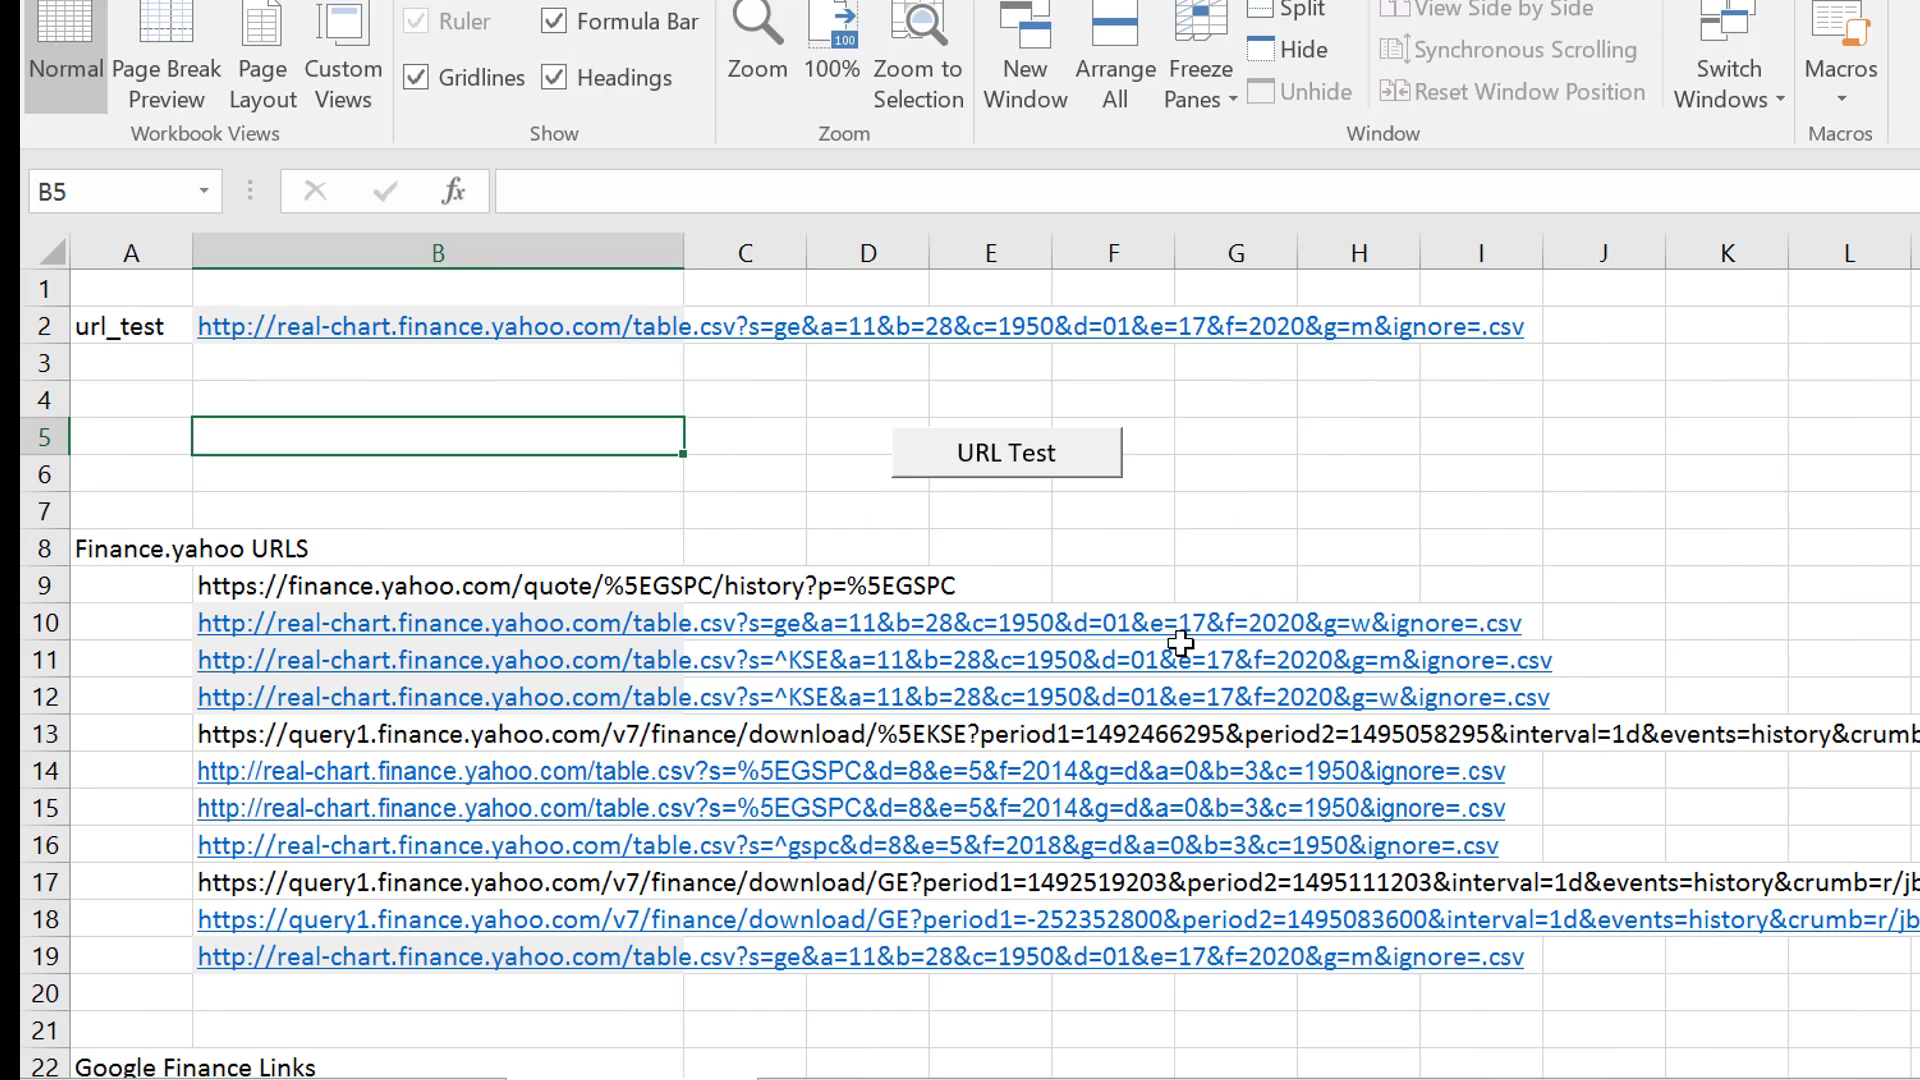 Normal
Page Break Preview
Page Layout
Custom Views
Workbook Views
Ruler
Formula Bar
Gridlines
Headings
Show
Zoom
100
100%
Zoom to Selection
Zoom
New Window
Arrange All
Freeze Panes
Split
Hide
Unhide
View Side by Side
Synchronous Scrolling
Reset Window Position
Switch Windows
Window
Macros
Macros
B5
fx
A B C D E F G H I J K L
1
2 url_test http://real-chart.finance.yahoo.com/table.csv?s=ge&a=11&b=28&c=1950&d=01&e=17&f=2020&g=m&ignore=.csv
3
4
5
URL Test
6
7
8 Finance.yahoo URLS
9 https://finance.yahoo.com/quote/%5EGSPC/history?p=%5EGSPC
10 http://real-chart.finance.yahoo.com/table.csv?s=ge&a=11&b=28&c=1950&d=01&e=17&f=2020&g=w&ignore=.csv
11 http://real-chart.finance.yahoo.com/table.csv?s=^KSE&a=11&b=28&c=1950&d=01&e=17&f=2020&g=m&ignore=.csv
12 http://real-chart.finance.yahoo.com/table.csv?s=^KSE&a=11&b=28&c=1950&d=01&e=17&f=2020&g=w&ignore=.csv
13 https://query1.finance.yahoo.com/v7/finance/download/%5EKSE?period1=1492466295&period2=1495058295&interval=1d&events=history&crumb
14 http://real-chart.finance.yahoo.com/table.csv?s=%5EGSPC&d=8&e=5&f=2014&g=d&a=0&b=3&c=1950&ignore=.csv
15 http://real-chart.finance.yahoo.com/table.csv?s=%5EGSPC&d=8&e=5&f=2014&g=d&a=0&b=3&c=1950&ignore=.csv
16 http://real-chart.finance.yahoo.com/table.csv?s=^gspc&d=8&e=5&f=2018&g=d&a=0&b=3&c=1950&ignore=.csv
17 https://query1.finance.yahoo.com/v7/finance/download/GE?period1=1492519203&period2=1495111203&interval=1d&events=history&crumb=r/jb
18 https://query1.finance.yahoo.com/v7/finance/download/GE?period1=-252352800&period2=1495083600&interval=1d&events=history&crumb=r/jb
19 http://real-chart.finance.yahoo.com/table.csv?s=ge&a=11&b=28&c=1950&d=01&e=17&f=2020&g=m&ignore=.csv
20
21
22 Google Finance Links